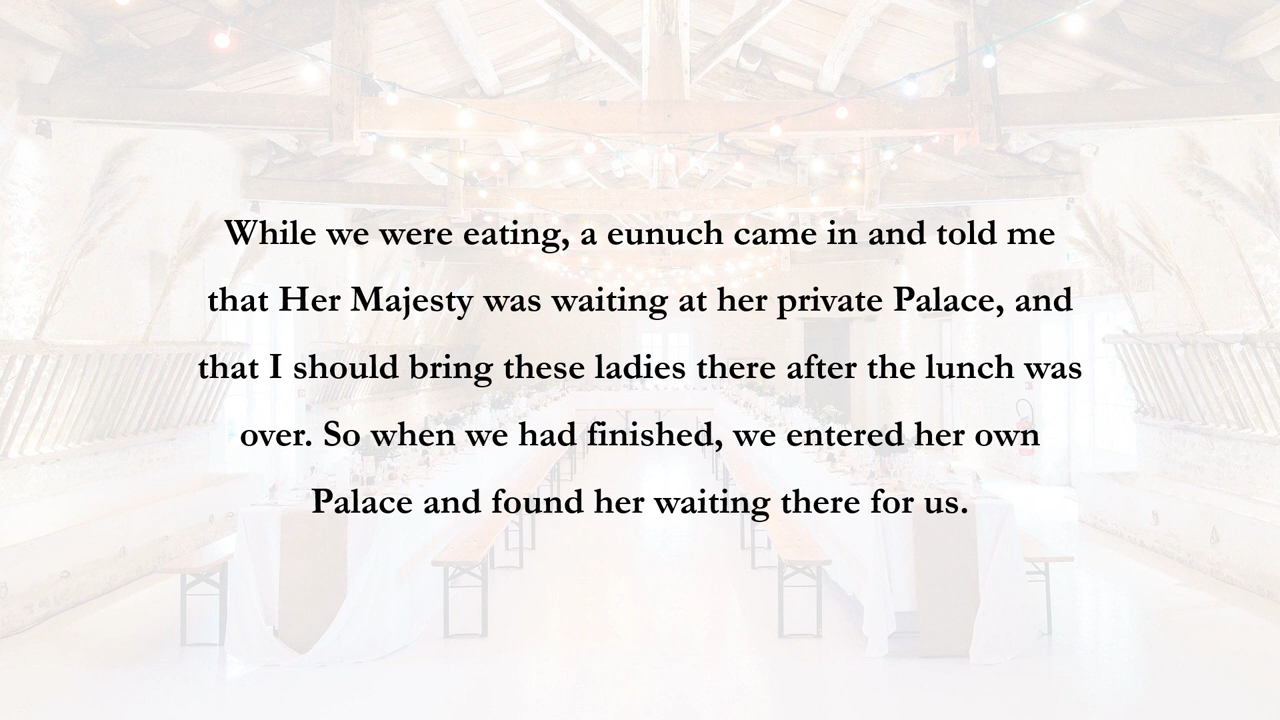 While we were eating, a eunuch came in and told me
that Her Majesty was waiting at her private Palace, and
that I should bring these ladies there after the lunch was
over. So when we had finished, we entered her own
Palace and found her waiting there for us.